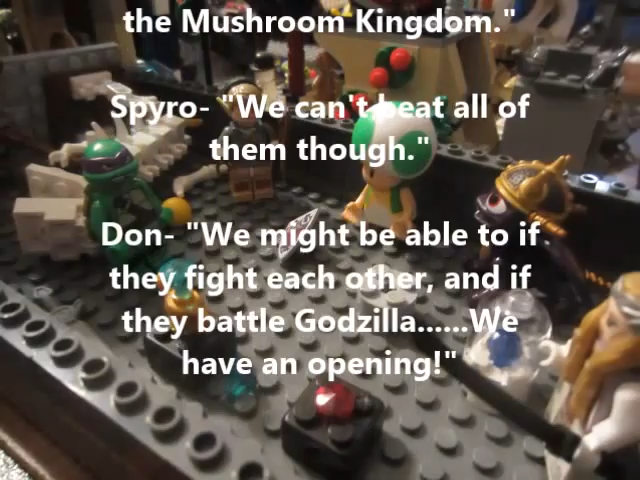 the Mushroom Kingdom."
Spyro- "We can't beat all of
them though."
Don- "We might be able to if
they fight each other, and if
they battle Godzilla......We
have an opening!"